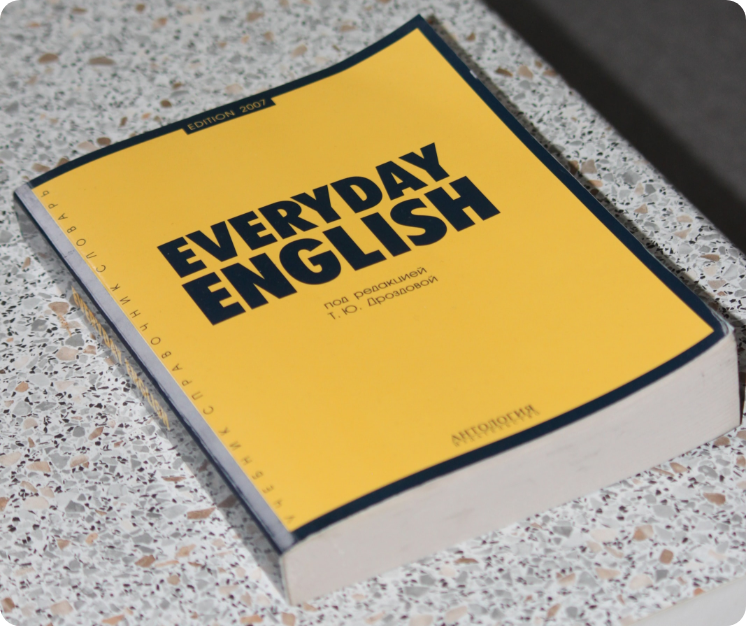 EDITION 2007
EVERYDAY
ENGLISH
под редакцией
Т. Ю. Дроздовой
АНТОЛОГИЯ
УЧЕБНИК СПРАВОЧНИК СЛОВАРЬ